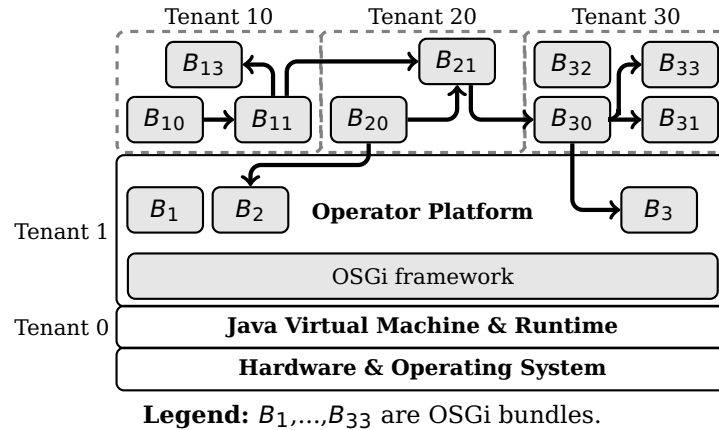 Tenant 10 Tenant 20 Tenant 30
B13 B21 B32 B33
B10 B11 B20 B30 B31
Tenant 1
B1 B2 Operator Platform B3
OSGi framework
Tenant 0
Java Virtual Machine & Runtime
Hardware & Operating System
Legend: B1,...,B33 are OSGi bundles.